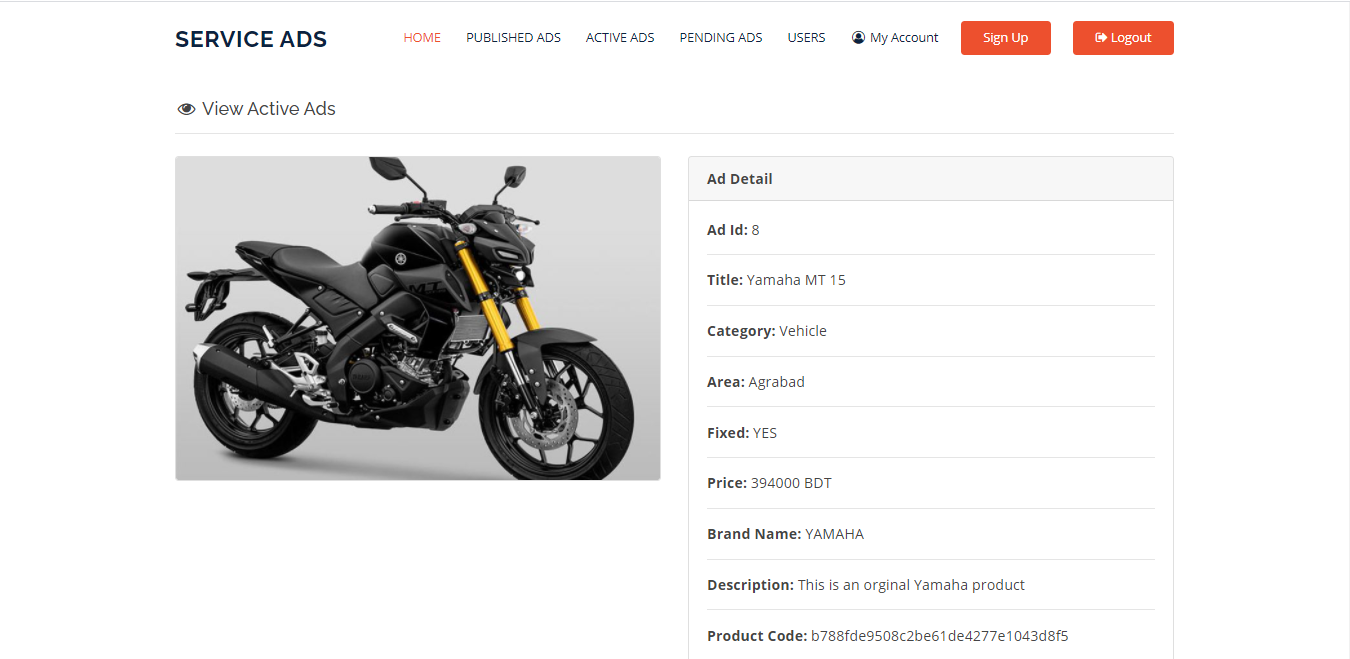 SERVICE ADS
HOME PUBLISHED ADS ACTIVE ADS PENDING ADS USERS My Account Sign Up Logout
View Active Ads
MT
Ad Detail
Ad Id: 8
Title: Yamaha MT 15
Category: Vehicle
Area: Agrabad
Fixed: YES
Price: 394000 BDT
Brand Name: YAMAHA
Description: This is an orginal Yamaha product
Product Code: b788fde9508c2be61de4277e1043d8f5